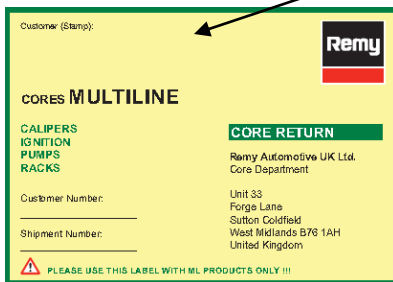 Customer (Stamp):
Remy
CORES MULTILINE
CALIPERS
IGNITION
PUMPS
RACKS
Customer Number:
Shipment Number:
CORE RETURN
Remy Automotive UK Ltd.
Core Department
Unit 33
Forge Lane
Sutton Coldfield
West Midlands B76 1AH
United Kingdom
PLEASE USE THIS LABEL WITH ML PRODUCTS ONLY !!!